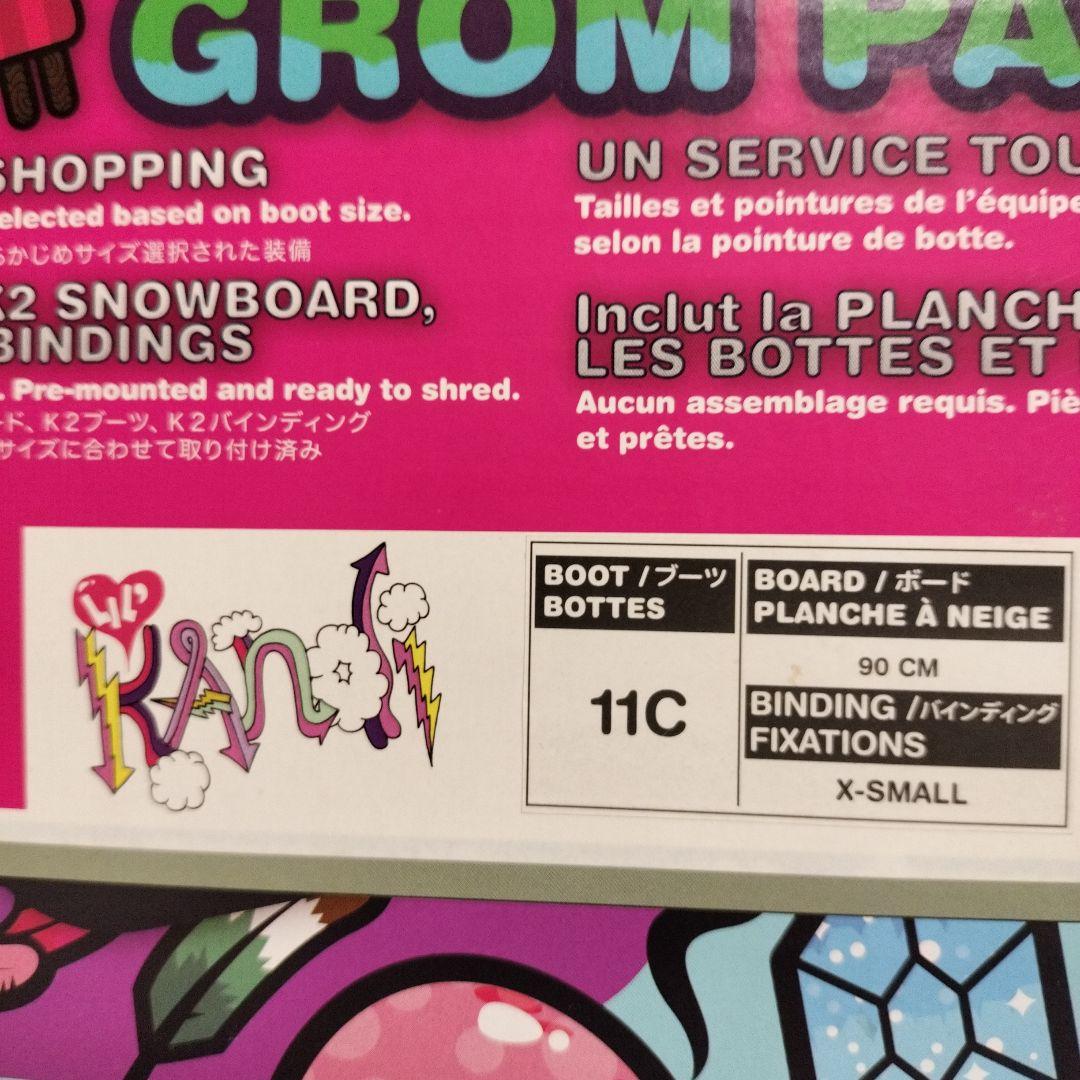 GROM PA
SHOPPING
elected based on boot size.
かじめサイズ選択された装備
K2 SNOWBOARD,
BINDINGS
. Pre-mounted and ready to shred.
ード、K2ブーツ、K2バインディング
サイズに合わせて取り付け済み
UN SERVICE TOU
Tailles et pointures de l'équipe
selon la pointure de botte.
Inclut la PLANCH
LES BOTTES ET
Aucun assemblage requis. Piè
et prêtes.
Lil'
KANDI
BOOT /ブーツ
BOTTES
11C
BOARD / ボード
PLANCHE À NEIGE
90 CM
BINDING /バインディング
FIXATIONS
X-SMALL